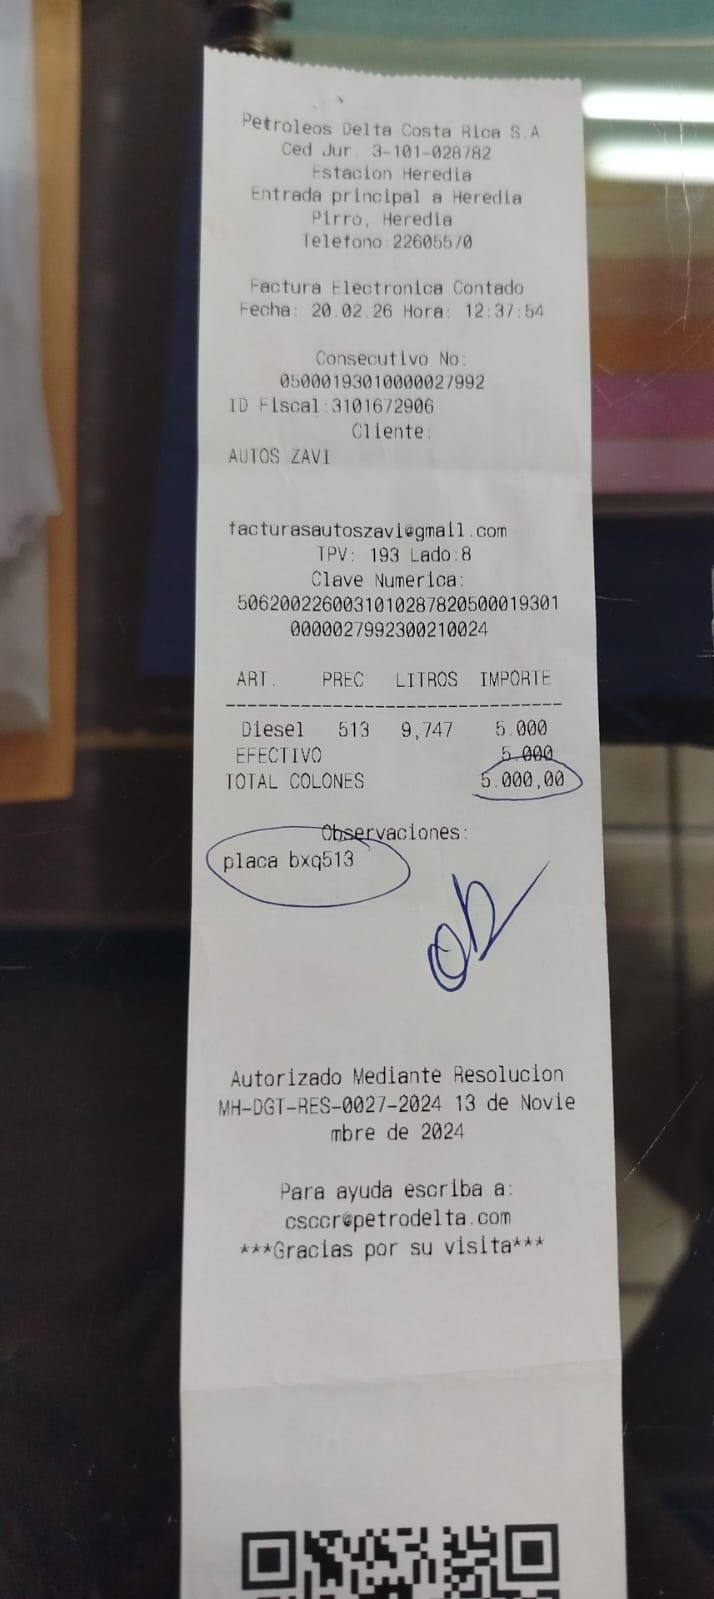 Petroleos Delta Costa Rica S.A
Ced Jur. 3-101-028782
Estacion Heredia
Entrada principal a Heredia
Pirro, Heredia
Telefono:22605570
Factura Electronica Contado
Fecha: 20.02.26 Hora: 12:37:54
Consecutivo No:
05000193010000027992
ID Fiscal:3101672906
Cliente:
AUTOS ZAVI
facturasautoszavi@gmail.com
TPV: 193 Lado:8
Clave Numerica:
5062002260031010287820500019301
0000027992300210024
ART. PREC LITROS IMPORTE
Diesel 513 9,747 5.000
EFECTIVO 5.000
TOTAL COLONES 5.000,00
Observaciones:
placa bxq513
Autorizado Mediante Resolucion
MH-DGT-RES-0027-2024 13 de Novie
mbre de 2024
Para ayuda escriba a:
csccr@petrodelta.com
***Gracias por su visita***